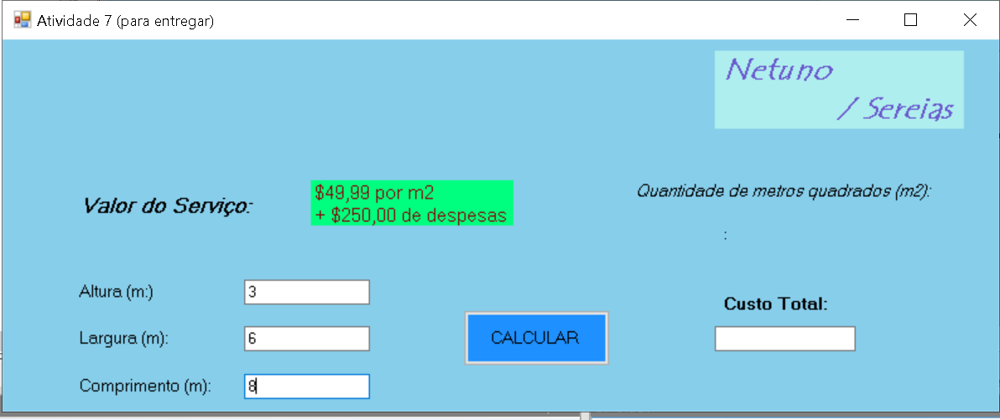 Atividade 7 (para entregar)
Netuno
/ Sereias
Valor do Serviço:
$49,99 por m2
+ $250,00 de despesas
Quantidade de metros quadrados (m2):
:
Altura (m:)
3
Largura (m):
6
Comprimento (m):
8
CALCULAR
Custo Total: